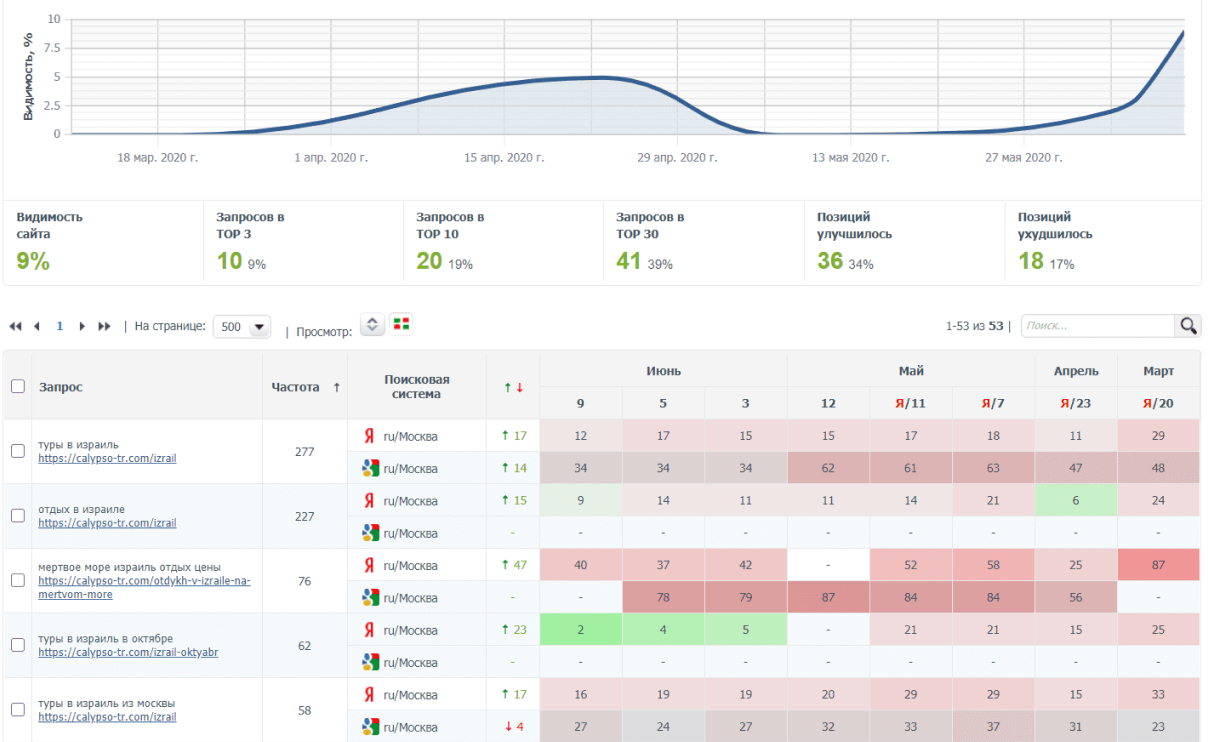 10
7.5
5
2.5
0
Видимость, %
18 мар. 2020 г. 1 апр. 2020 г. 15 апр. 2020 г. 29 апр. 2020 г. 13 мая 2020 г. 27 мая 2020 г.
Видимость Запросов в Запросов в Запросов в Позиций Позиций
сайта TOP 3 TOP 10 TOP 30 улучшилось ухудшилось
9% 10 9% 20 19% 41 39% 36 34% 18 17%
1 | На странице: 500 | Просмотр: 1-53 из 53 | Поиск...
Июнь Май Апрель Март
Запрос Частота ↑ Поисковая система ↑ ↓
9 5 3 12 Я/11 Я/7 Я/23 Я/20
туры в израиль
https://calypso-tr.com/izrail
277
Я ru/Москва ↑ 17 12 17 15 15 17 18 11 29
ru/Москва ↑ 14 34 34 34 62 61 63 47 48
отдых в израиле
https://calypso-tr.com/izrail
227
Я ru/Москва ↑ 15 9 14 11 11 14 21 6 24
ru/Москва - - - - - - - - -
мертвое море израиль отдых цены
https://calypso-tr.com/otdykh-v-izraile-na-
mertvom-more
76
Я ru/Москва ↑ 47 40 37 42 - 52 58 25 87
ru/Москва - - 78 79 87 84 84 56 -
туры в израиль в октябре
https://calypso-tr.com/izrail-oktyabr
62
Я ru/Москва ↑ 23 2 4 5 - 21 21 15 25
ru/Москва - - - - - - - - -
туры в израиль из москвы
https://calypso-tr.com/izrail
58
Я ru/Москва ↑ 17 16 19 19 20 29 29 15 33
ru/Москва ↓ 4 27 24 27 32 33 37 31 23